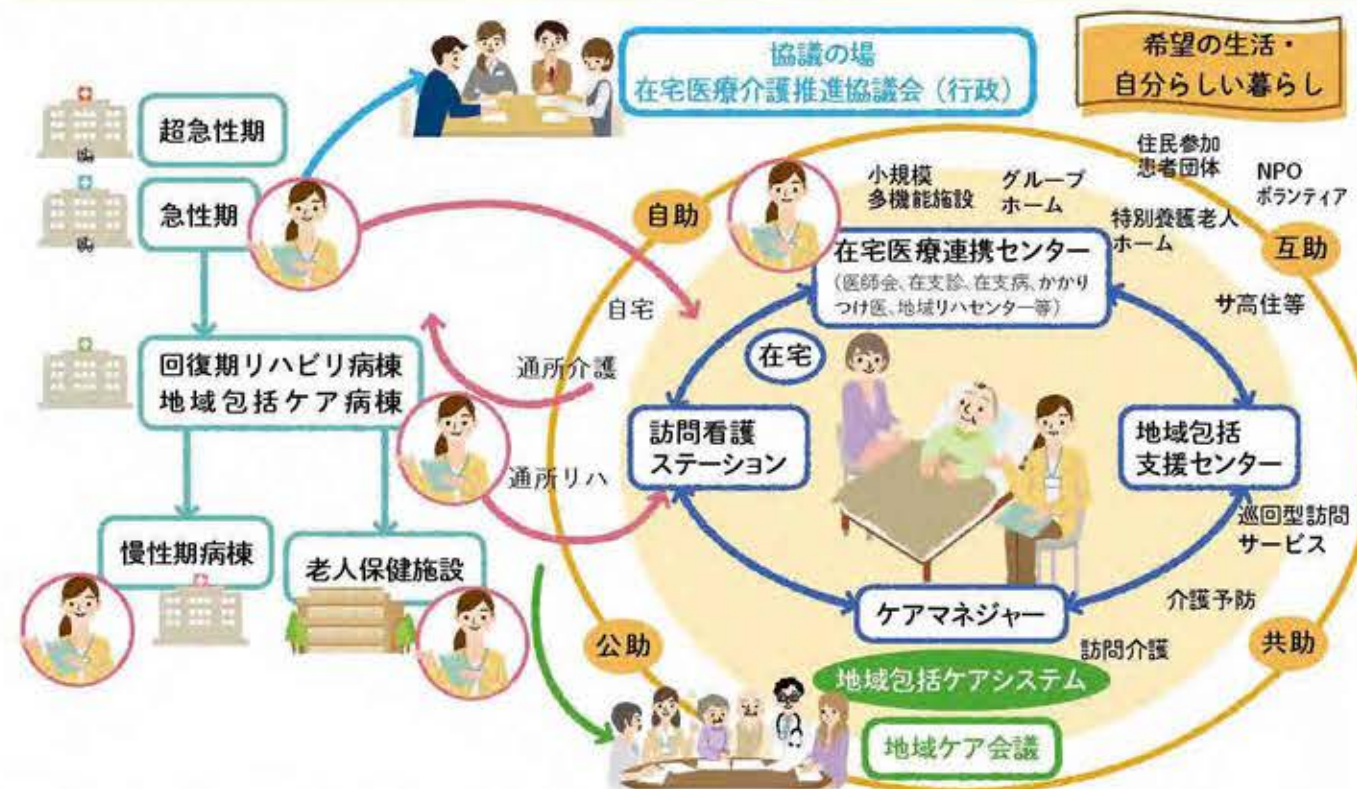 協議の場
在宅医療介護推進協議会（行政）
希望の生活・
自分らしい暮らし
超急性期
急性期
回復期リハビリ病棟
地域包括ケア病棟
慢性期病棟
老人保健施設
自助
互助
公助
共助
住民参加
患者団体
NPO
ボランティア
小規模
多機能施設
グループ
ホーム
特別養護老人
ホーム
サ高住等
自宅
通所介護
通所リハ
在宅医療連携センター
（医師会、在支診、在支病、かかり
つけ医、地域リハセンター等）
在宅
訪問看護
ステーション
地域包括
支援センター
巡回型訪問
サービス
介護予防
訪問介護
ケアマネジャー
地域包括ケアシステム
地域ケア会議